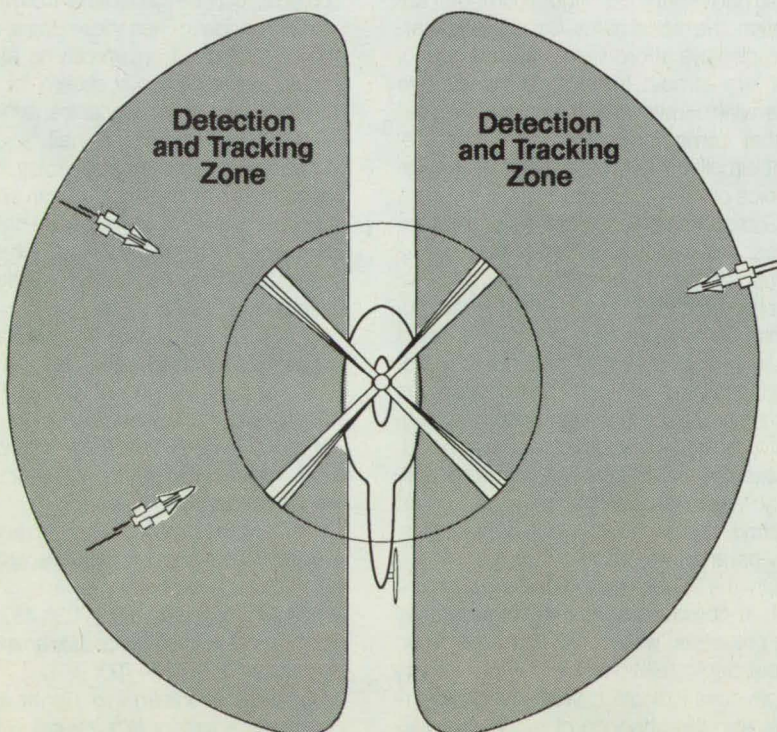 Detection
and Tracking
Zone
Detection
and Tracking
Zone